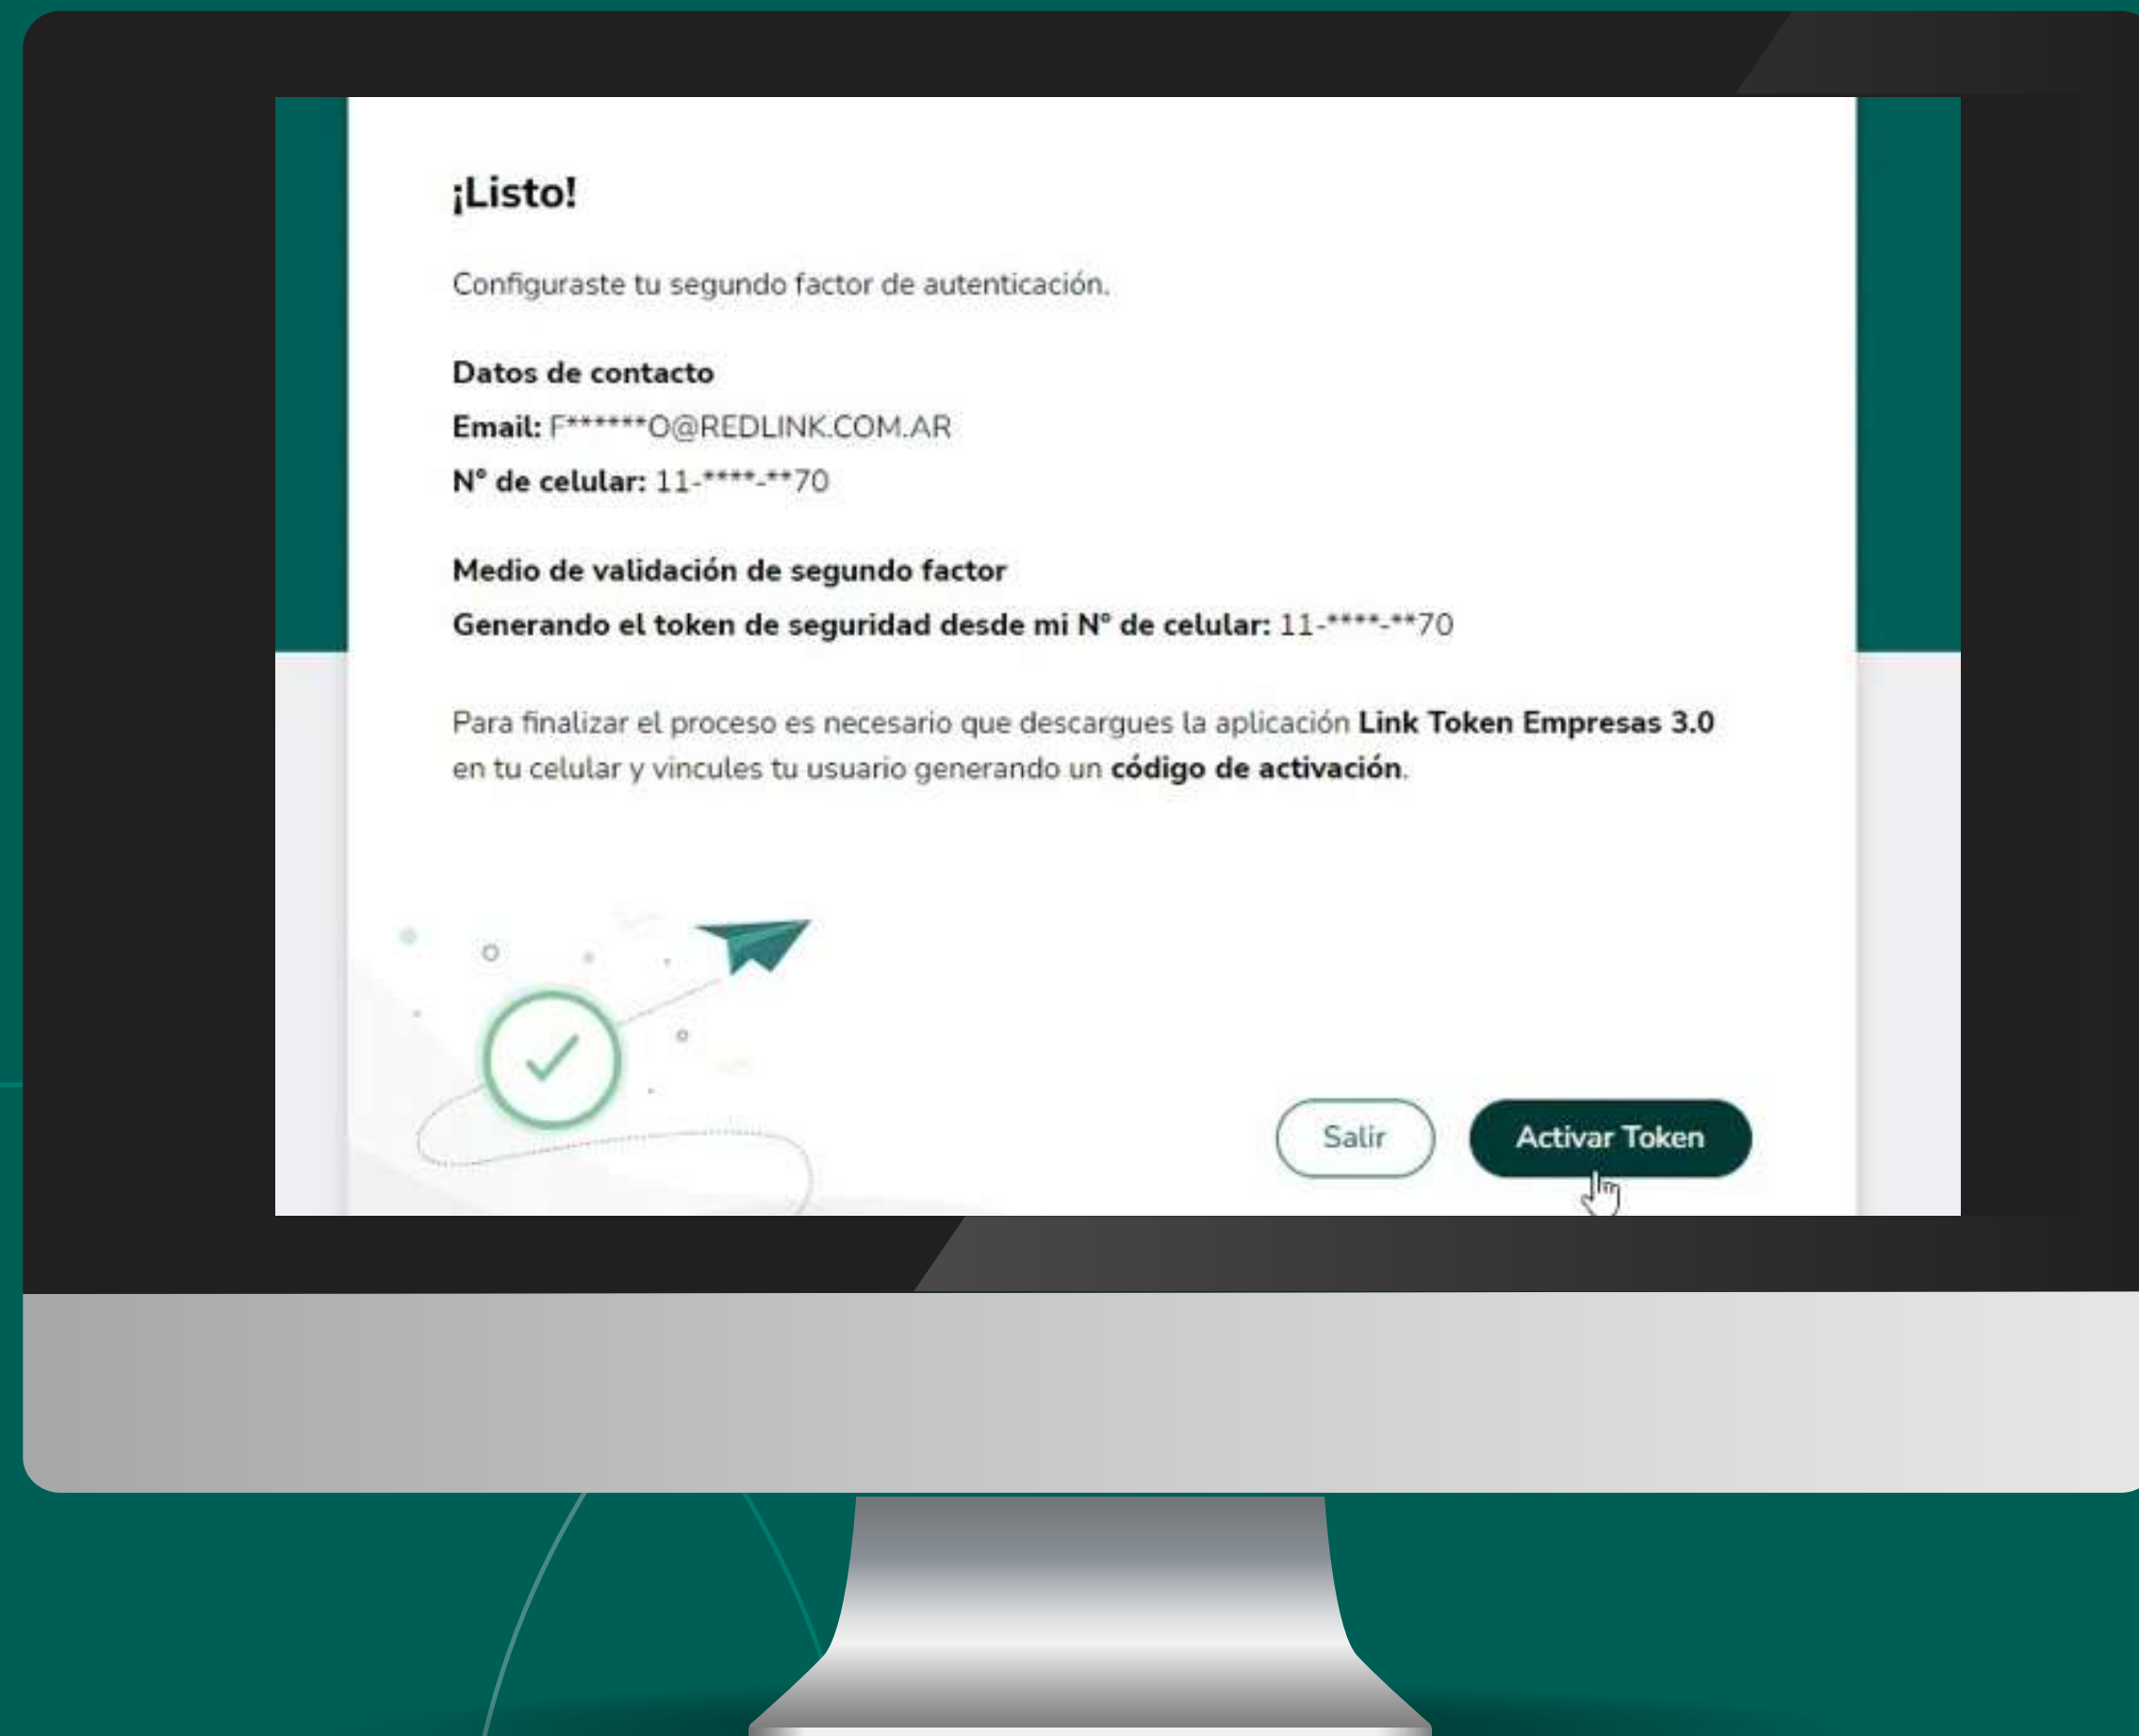 ¡Listo!
Configuraste tu segundo factor de autenticación.
Datos de contacto
Email: F******O@REDLINK.COM.AR
N° de celular: 11-****-**70
Medio de validación de segundo factor
Generando el token de seguridad desde mi N° de celular: 11-****-**70
Para finalizar el proceso es necesario que descargues la aplicación Link Token Empresas 3.0
en tu celular y vincules tu usuario generando un código de activación.
Salir
Activar Token